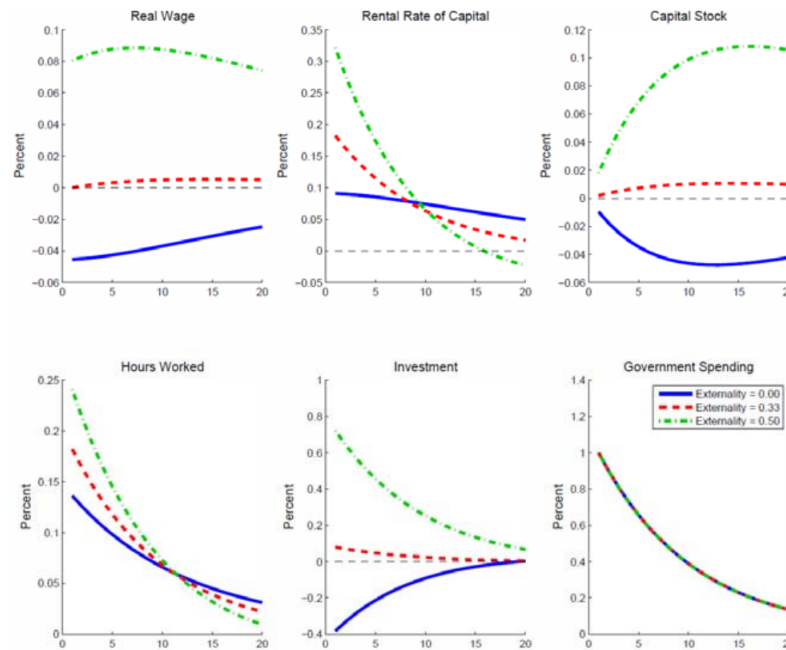 Real Wage
Rental Rate of Capital
Capital Stock
Percent
0.1
0.08
0.06
0.04
0.02
0
−0.02
−0.04
−0.06
0 5 10 15 20
Percent
0.35
0.3
0.25
0.2
0.15
0.1
0.05
0
−0.05
0 5 10 15 20
Percent
0.12
0.1
0.08
0.06
0.04
0.02
0
−0.02
−0.04
−0.06
0 5 10 15 20
Hours Worked
Investment
Government Spending
Percent
0.25
0.2
0.15
0.1
0.05
0
0 5 10 15 20
Percent
1
0.8
0.6
0.4
0.2
0
−0.2
−0.4
0 5 10 15 20
Percent
1.4
1.2
1
0.8
0.6
0.4
0.2
0
0 5 10 15 20
Externality = 0.00
Externality = 0.33
Externality = 0.50